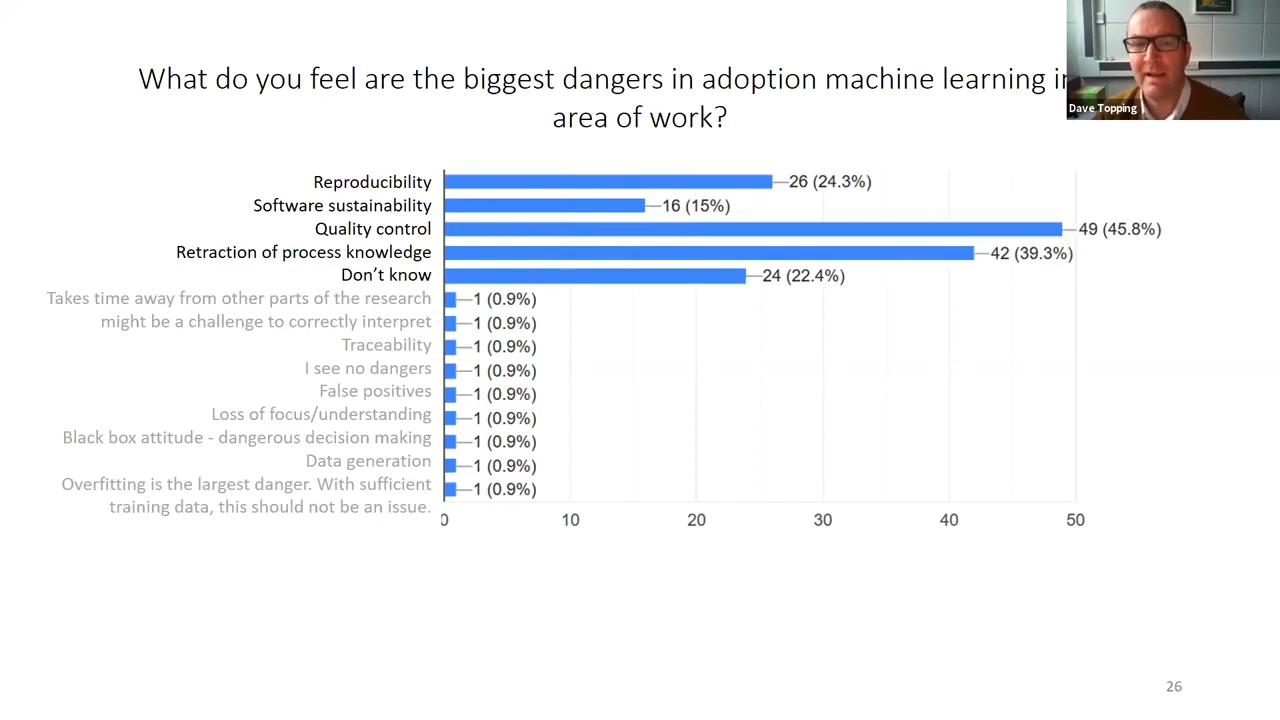 What do you feel are the biggest dangers in adoption machine learning
area of work?
Dave Topping
Reproducibility 26 (24.3%)
Software sustainability 16 (15%)
Quality control 49 (45.8%)
Retraction of process knowledge 42 (39.3%)
Don't know 24 (22.4%)
Takes time away from other parts of the research 1 (0.9%)
might be a challenge to correctly interpret 1 (0.9%)
Traceability 1 (0.9%)
I see no dangers 1 (0.9%)
False positives 1 (0.9%)
Loss of focus/understanding 1 (0.9%)
Black box attitude - dangerous decision making 1 (0.9%)
Data generation 1 (0.9%)
Overfitting is the largest danger. With sufficient 1 (0.9%)
training data, this should not be an issue.
0 10 20 30 40 50
26